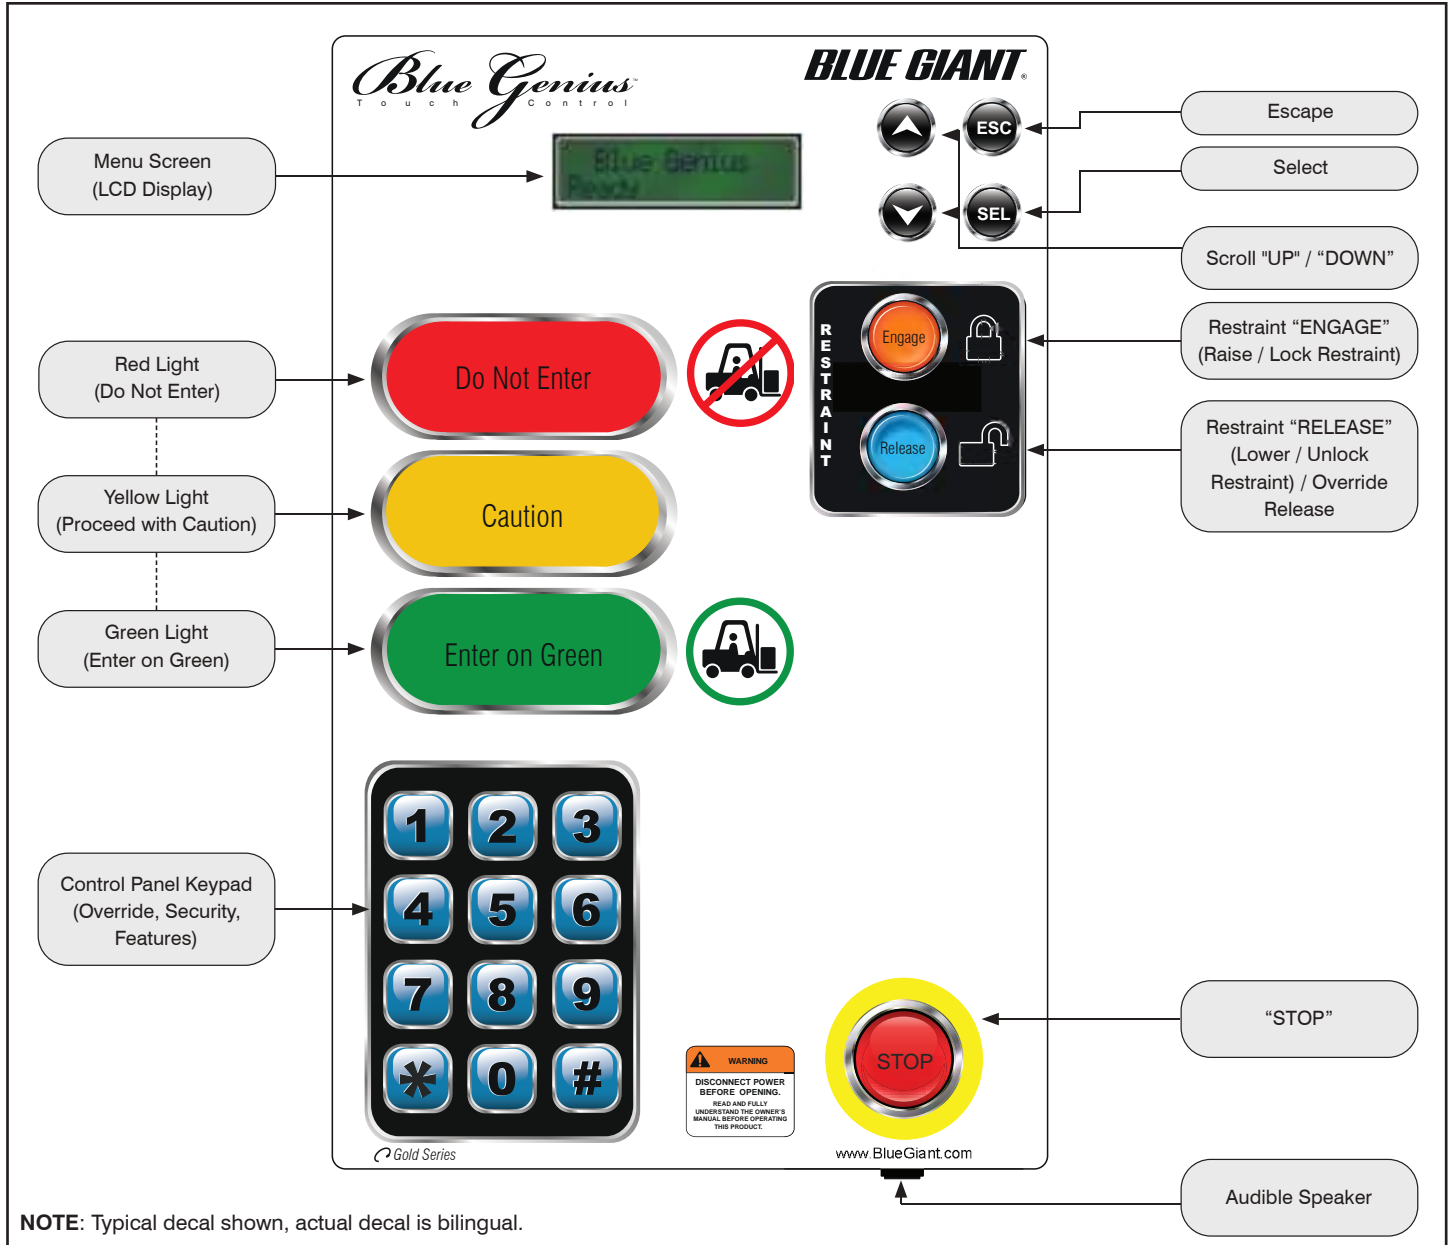 Blue Genius™
Touch Control
BLUE GIANT®
Menu Screen
(LCD Display)
Blue Genius
Ready
ESC
SEL
Escape
Select
Scroll "UP" / “DOWN”
Red Light
(Do Not Enter)
Do Not Enter
RESTRAINT
Engage
Release
Restraint “ENGAGE”
(Raise / Lock Restraint)
Restraint “RELEASE”
(Lower / Unlock
Restraint) / Override
Release
Yellow Light
(Proceed with Caution)
Caution
Green Light
(Enter on Green)
Enter on Green
Control Panel Keypad
(Override, Security,
Features)
1 2 3
4 5 6
7 8 9
* 0 #
WARNING
DISCONNECT POWER
BEFORE OPENING.
READ AND FULLY
UNDERSTAND THE OWNER'S
MANUAL BEFORE OPERATING
THIS PRODUCT.
STOP
“STOP”
Gold Series
www.BlueGiant.com
Audible Speaker
NOTE: Typical decal shown, actual decal is bilingual.